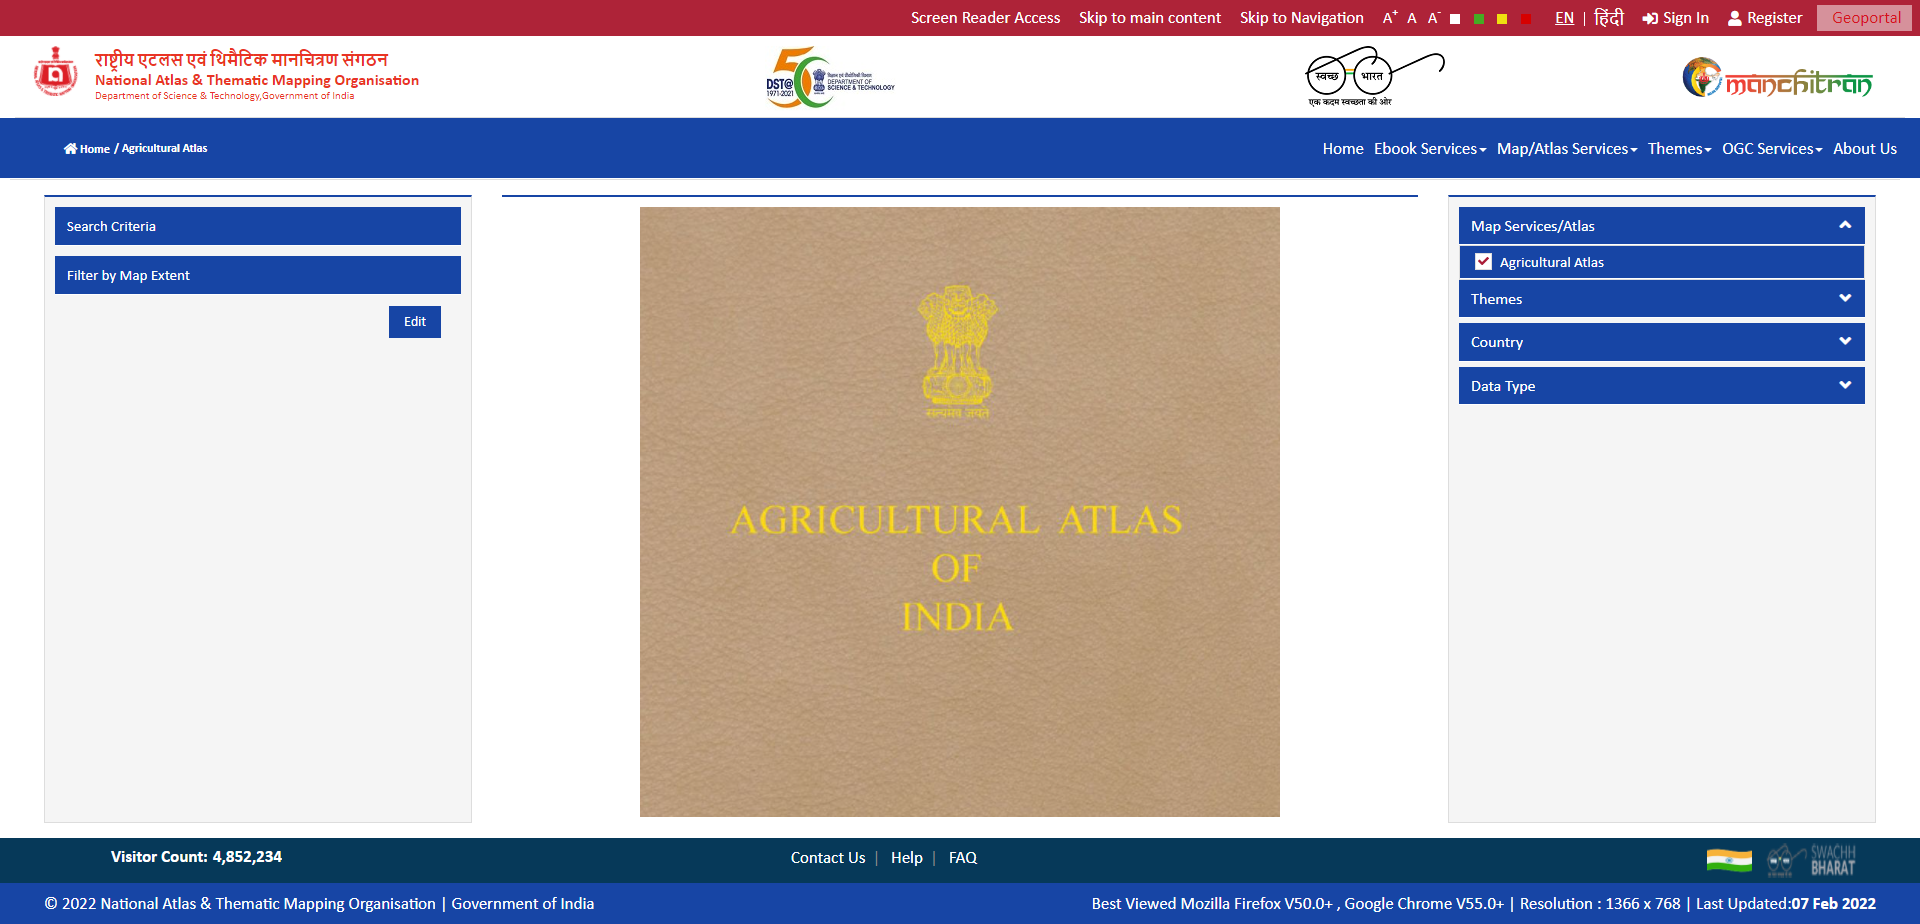 Screen Reader Access Skip to main content Skip to Navigation A+ A A- EN | हिंदी Sign In Register Geoportal
राष्ट्रीय एटलस एवं थिमैटिक मानचित्रण संगठन
National Atlas & Thematic Mapping Organisation
Department of Science & Technology,Government of India
50
DST@
1971-2021
विज्ञान एवं प्रौद्योगिकी विभाग
DEPARTMENT OF
SCIENCE & TECHNOLOGY
स्वच्छ भारत
एक कदम स्वच्छता की ओर
manchitran
Home / Agricultural Atlas
Home Ebook Services Map/Atlas Services Themes OGC Services About Us
Search Criteria
Filter by Map Extent
Edit
सत्यमेव जयते
AGRICULTURAL ATLAS
OF
INDIA
Map Services/Atlas
Agricultural Atlas
Themes
Country
Data Type
Visitor Count: 4,852,234
Contact Us | Help | FAQ
SWACHH
BHARAT
© 2022 National Atlas & Thematic Mapping Organisation | Government of India
Best Viewed Mozilla Firefox V50.0+ , Google Chrome V55.0+ | Resolution : 1366 x 768 | Last Updated:07 Feb 2022